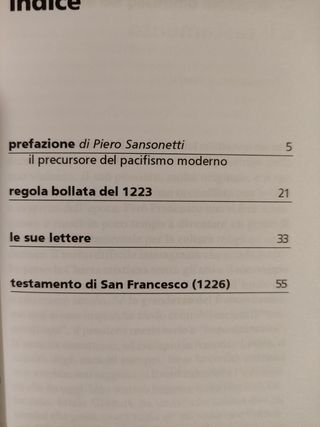 indice
prefazione di Piero Sansonetti 5
il precursore del pacifismo moderno
regola bollata del 1223 21
le sue lettere 33
testamento di San Francesco (1226) 55